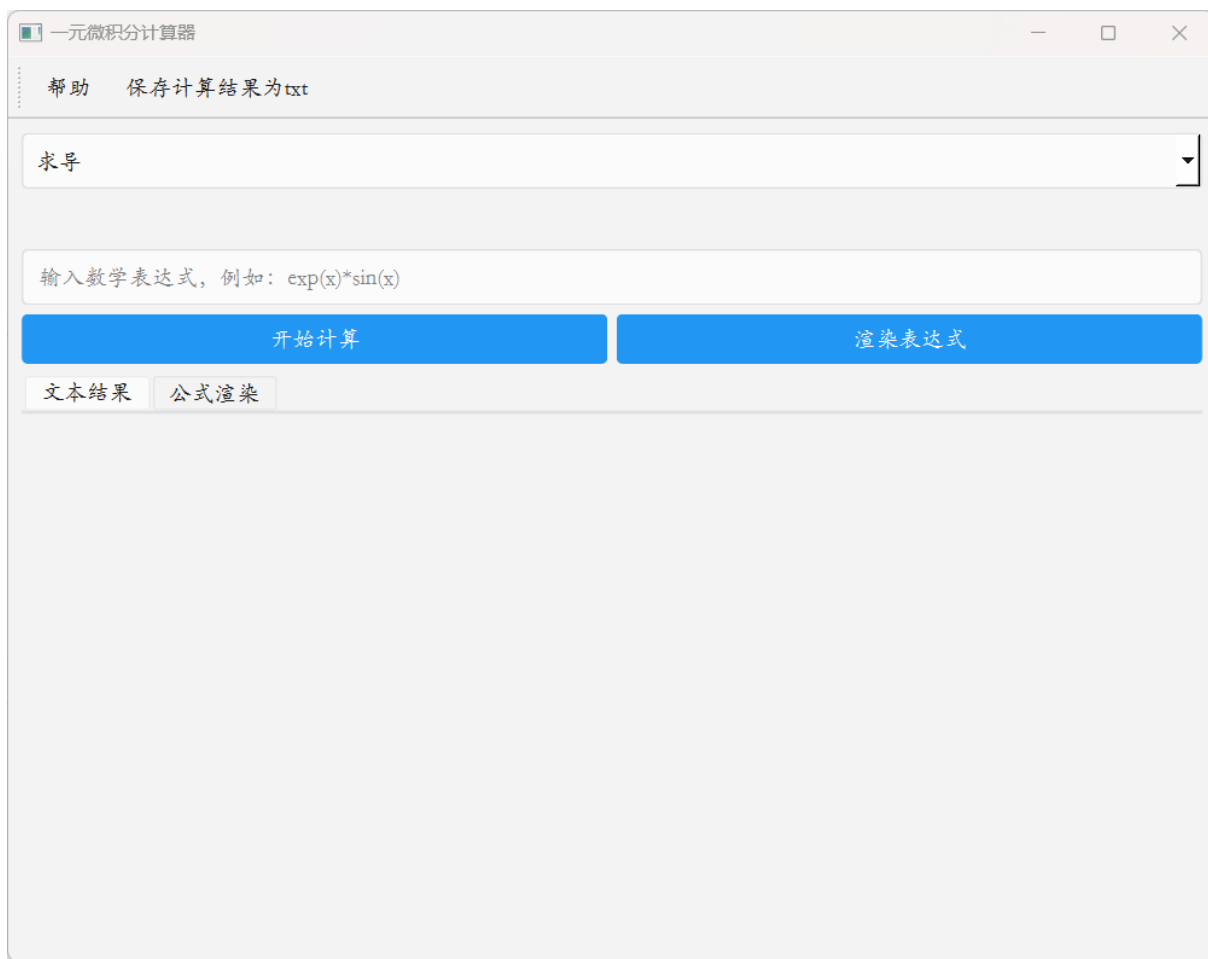 一元微积分计算器
帮助 保存计算结果为txt
求导
输入数学表达式，例如：exp(x)*sin(x)
开始计算 渲染表达式
文本结果 公式渲染